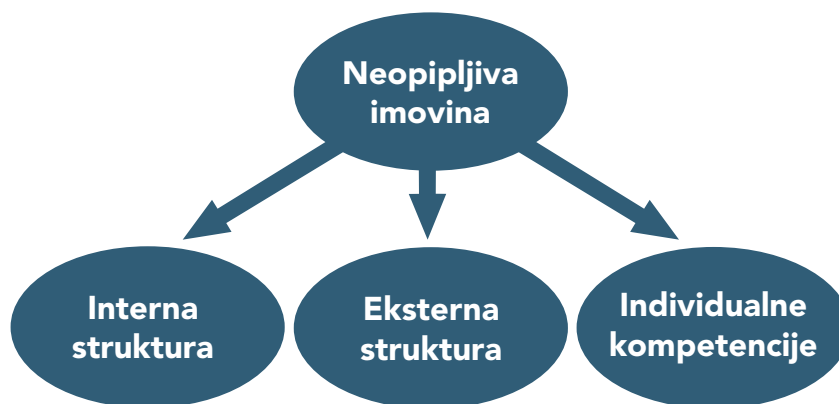 Neopipljiva
imovina
Interna
struktura
Eksterna
struktura
Individualne
kompetencije